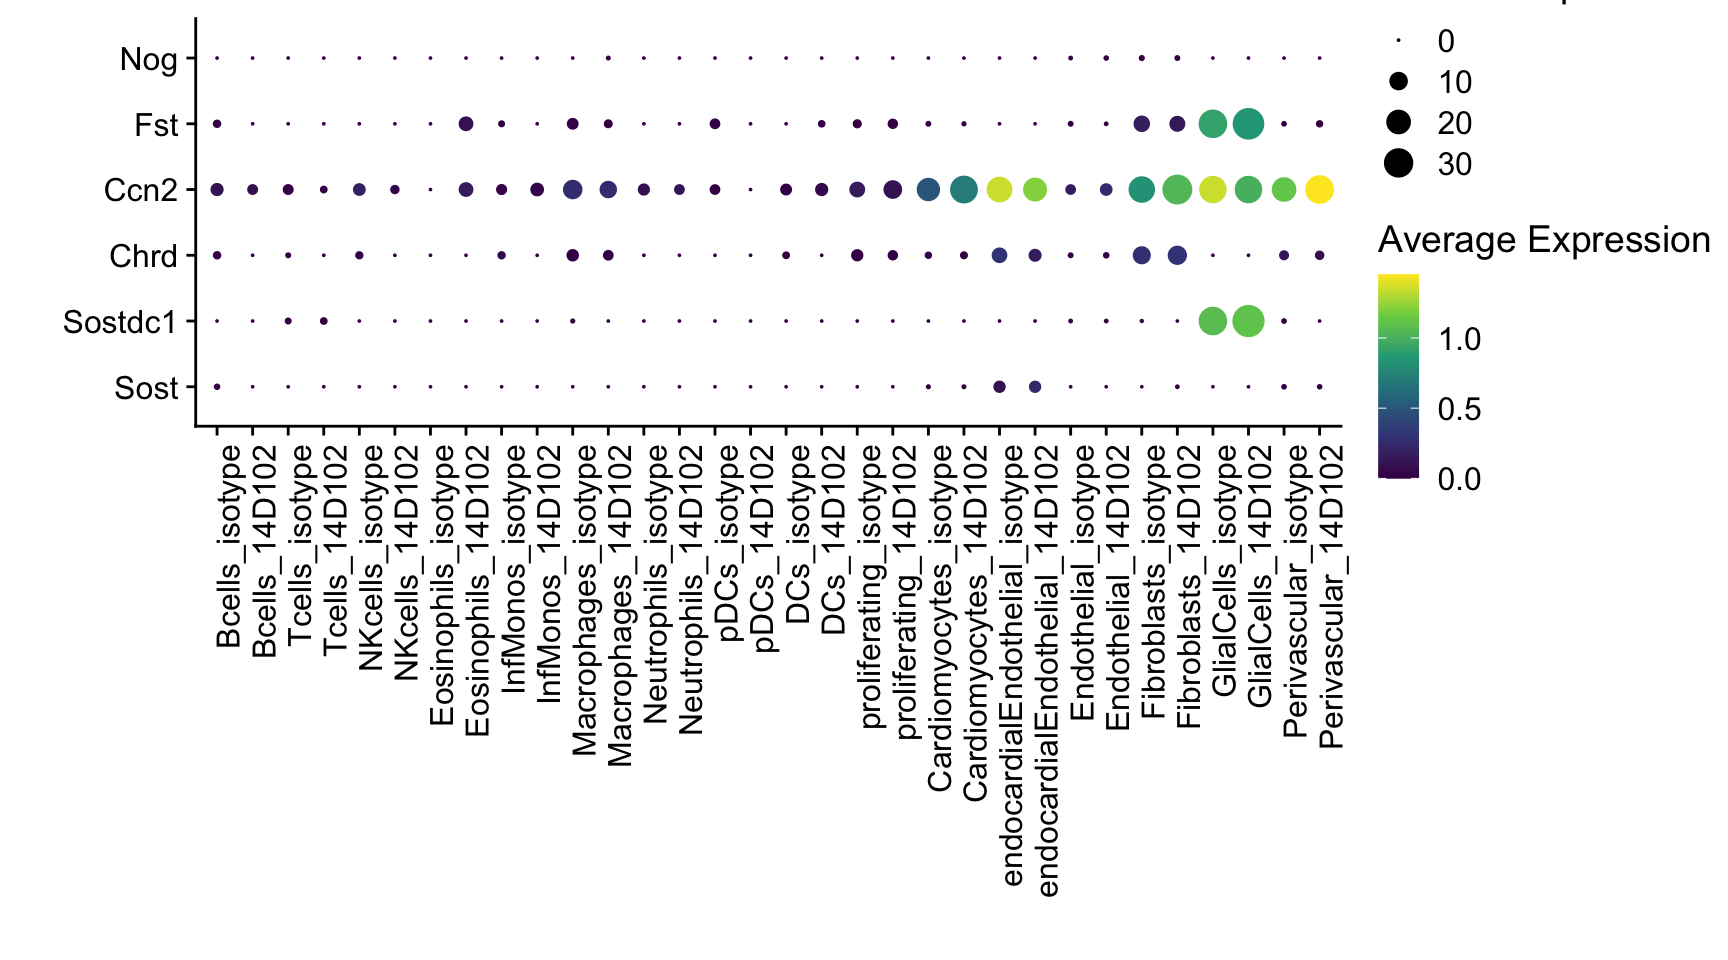 Nog
Fst
Ccn2
Chrd
Sostdc1
Sost
0
10
20
30
Average Expression
1.0
0.5
0.0
Bcells_isotype
Bcells_14D102
Tcells_isotype
Tcells_14D102
NKcells_isotype
NKcells_14D102
Eosinophils_isotype
Eosinophils_14D102
InfMonos_isotype
InfMonos_14D102
Macrophages_isotype
Macrophages_14D102
Neutrophils_isotype
Neutrophils_14D102
pDCs_isotype
pDCs_14D102
DCs_isotype
DCs_14D102
proliferating_isotype
proliferating_14D102
Cardiomyocytes_isotype
Cardiomyocytes_14D102
endocardialEndothelial_isotype
endocardialEndothelial_14D102
Endothelial_isotype
Endothelial_14D102
Fibroblasts_isotype
Fibroblasts_14D102
GlialCells_isotype
GlialCells_14D102
Perivascular_isotype
Perivascular_14D102